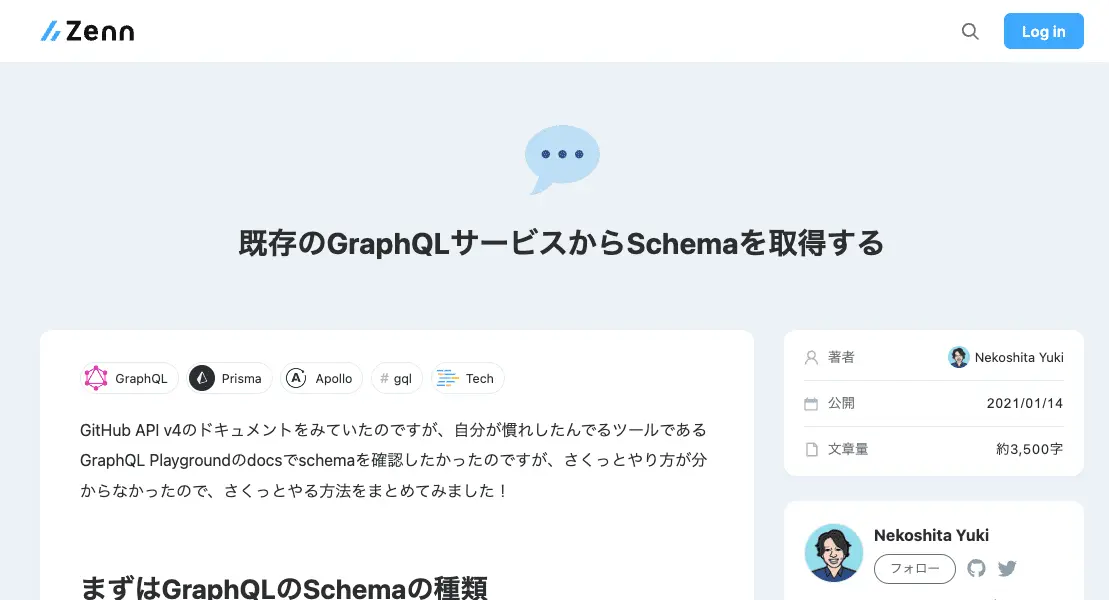 Zenn
Log in
既存のGraphQLサービスからSchemaを取得する
GraphQL Prisma Apollo # gql Tech
GitHub API v4のドキュメントをみていたのですが、自分が慣れしたんでるツールである
GraphQL Playgroundのdocsでschemaを確認したかったのですが、さくっとやり方が分
からなかったので、さくっとやる方法をまとめてみました！
まずはGraphQLのSchemaの種類
著者 Nekoshita Yuki
公開 2021/01/14
文章量 約3,500字
Nekoshita Yuki
フォロー